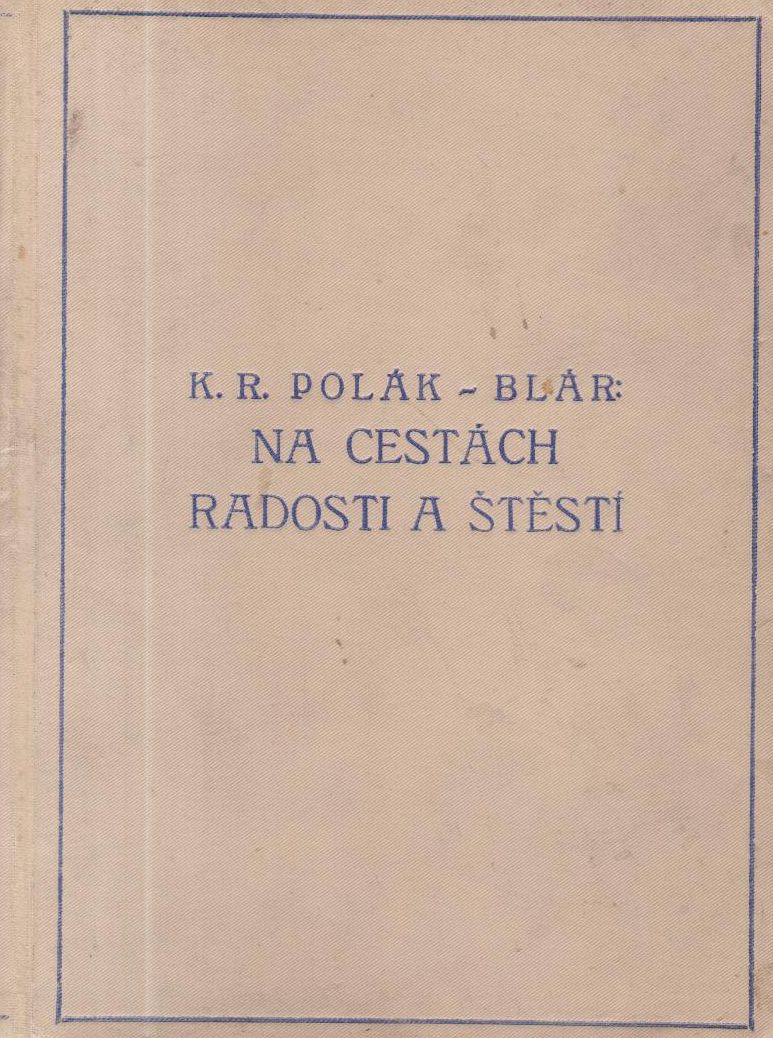 K. R. POLÁK ~ BLÁR:
NA CESTÁCH
RADOSTI A ŠTĚSTÍ